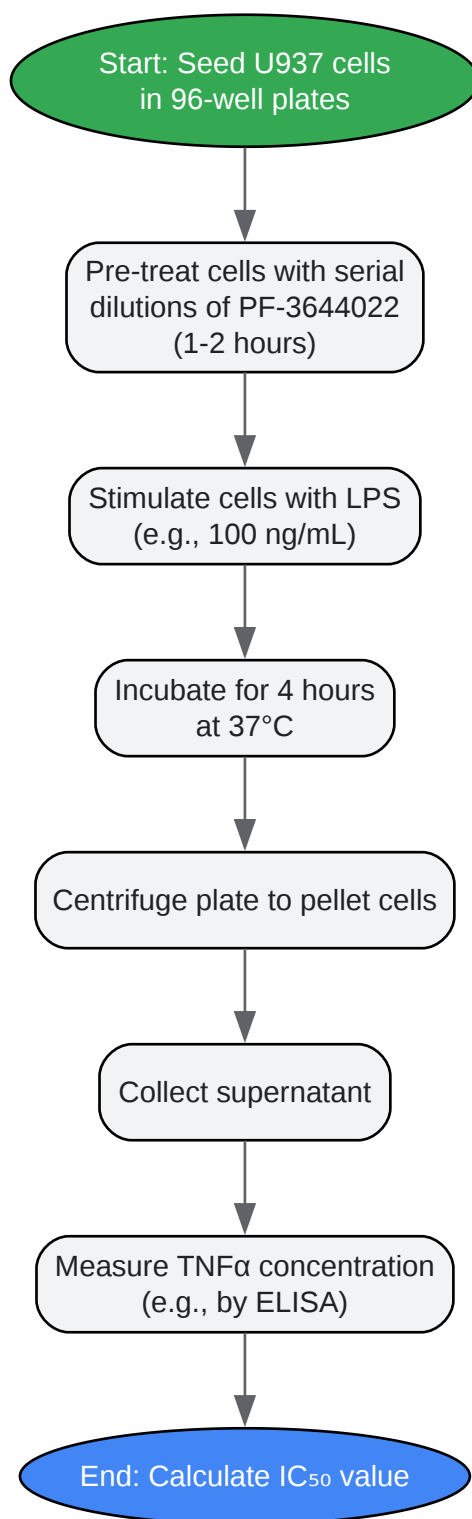 Start: Seed U937 cells
in 96-well plates
Pre-treat cells with serial
dilutions of PF-3644022
(1-2 hours)
Stimulate cells with LPS
(e.g., 100 ng/mL)
Incubate for 4 hours
at 37°C
Centrifuge plate to pellet cells
Collect supernatant
Measure TNFα concentration
(e.g., by ELISA)
End: Calculate IC₅₀ value